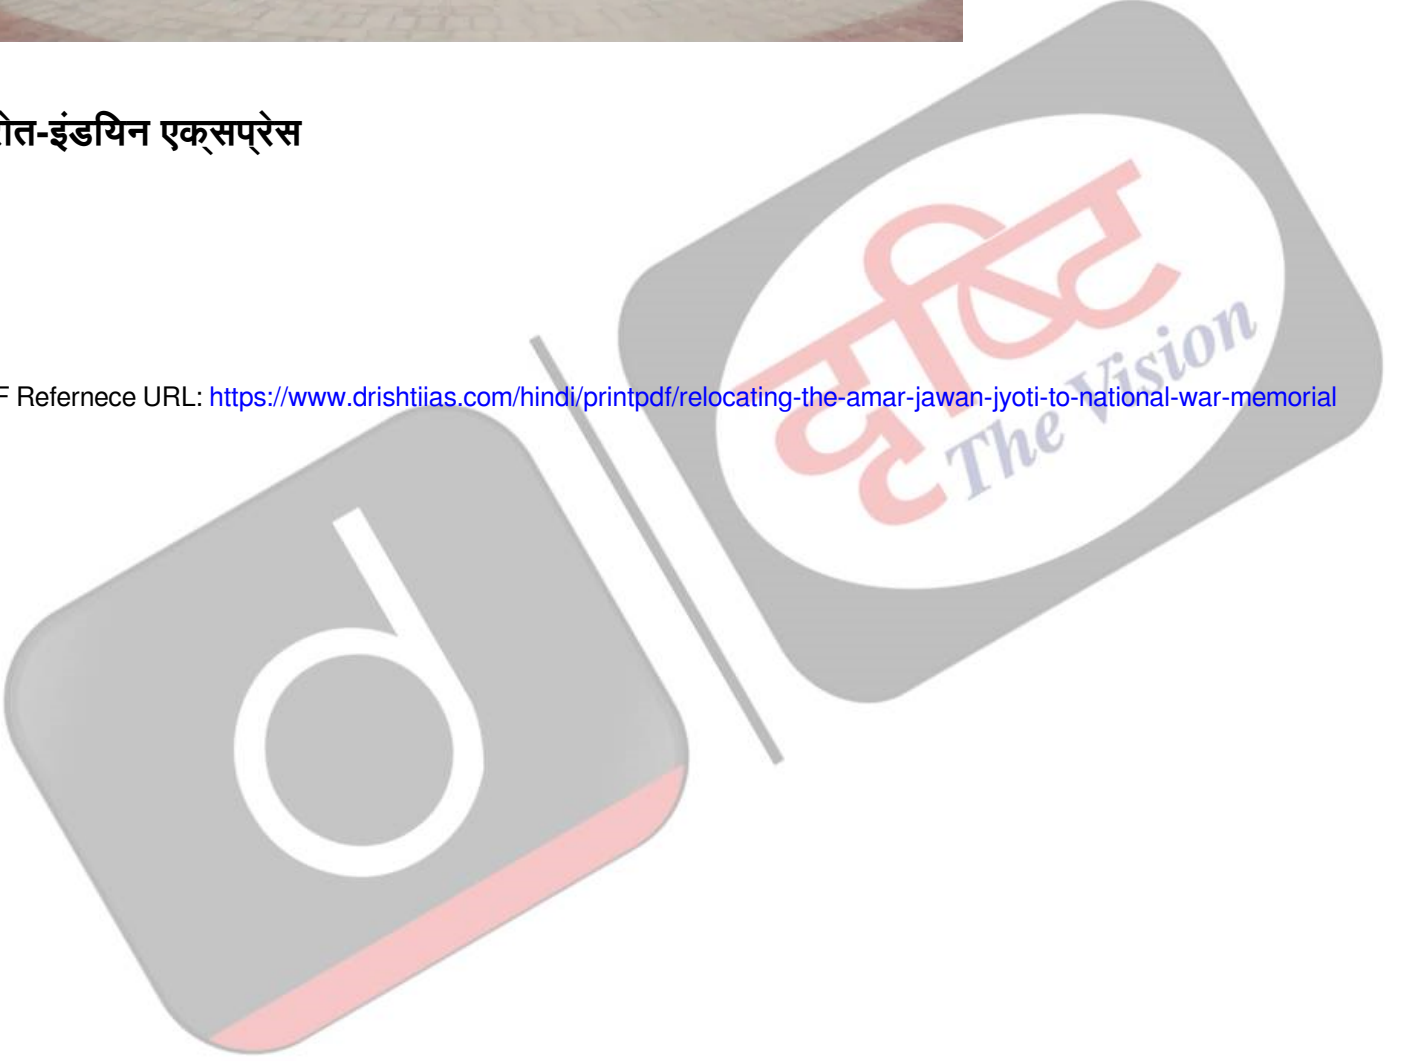 रोत-इंडियन एक्सप्रेस
दृष्टि
The Vision
F Refernece URL: https://www.drishtiias.com/hindi/printpdf/relocating-the-amar-jawan-jyoti-to-national-war-memorial
d